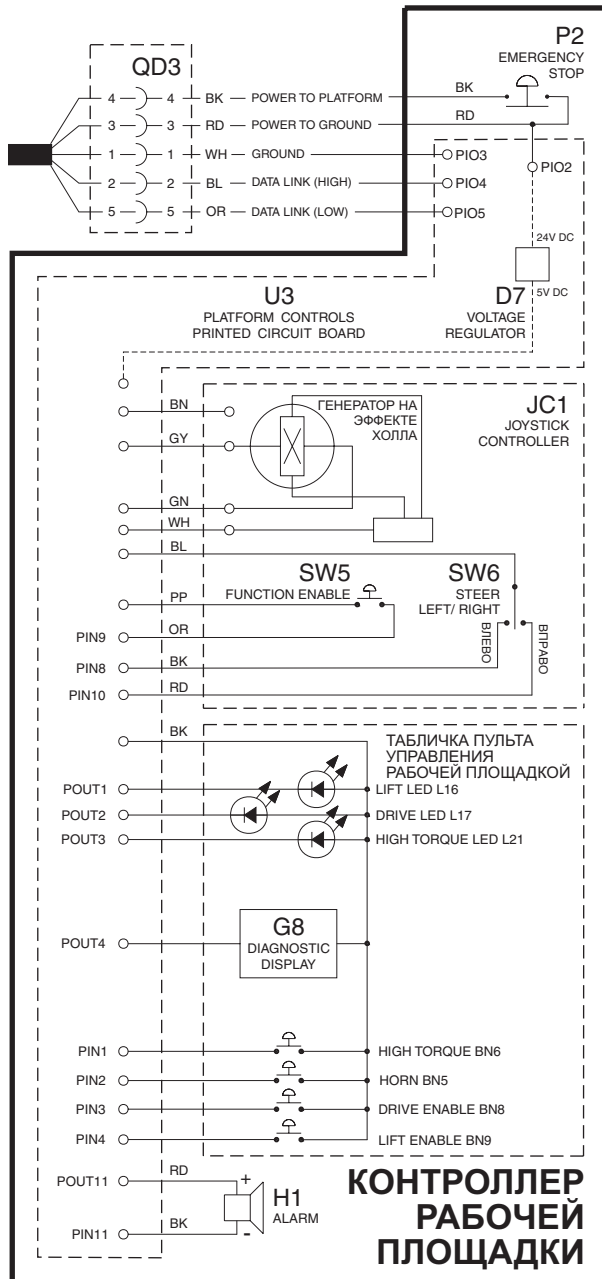 P2
EMERGENCY
STOP
QD3
4 4 BK POWER TO PLATFORM BK
3 3 RD POWER TO GROUND RD
1 1 WH GROUND PIO3
2 2 BL DATA LINK (HIGH) PIO4
5 5 OR DATA LINK (LOW) PIO5
PIO2
24V DC
5V DC
U3
PLATFORM CONTROLS
PRINTED CIRCUIT BOARD
D7
VOLTAGE
REGULATOR
BN
GY
GN
WH
BL
ГЕНЕРАТОР НА
ЭФФЕКТЕ
ХОЛЛА
JC1
JOYSTICK
CONTROLLER
SW5
FUNCTION ENABLE
SW6
STEER
LEFT/ RIGHT
ВЛЕВО
ВПРАВО
PP
PIN9 OR
PIN8 BK
PIN10 RD
BK
ТАБЛИЧКА ПУЛЬТА
УПРАВЛЕНИЯ
РАБОЧЕЙ ПЛОЩАДКОЙ
POUT1 LIFT LED L16
POUT2 DRIVE LED L17
POUT3 HIGH TORQUE LED L21
POUT4
G8
DIAGNOSTIC
DISPLAY
PIN1 HIGH TORQUE BN6
PIN2 HORN BN5
PIN3 DRIVE ENABLE BN8
PIN4 LIFT ENABLE BN9
POUT11 RD +
H1
ALARM
PIN11 BK -
КОНТРОЛЛЕР
РАБОЧЕЙ
ПЛОЩАДКИ